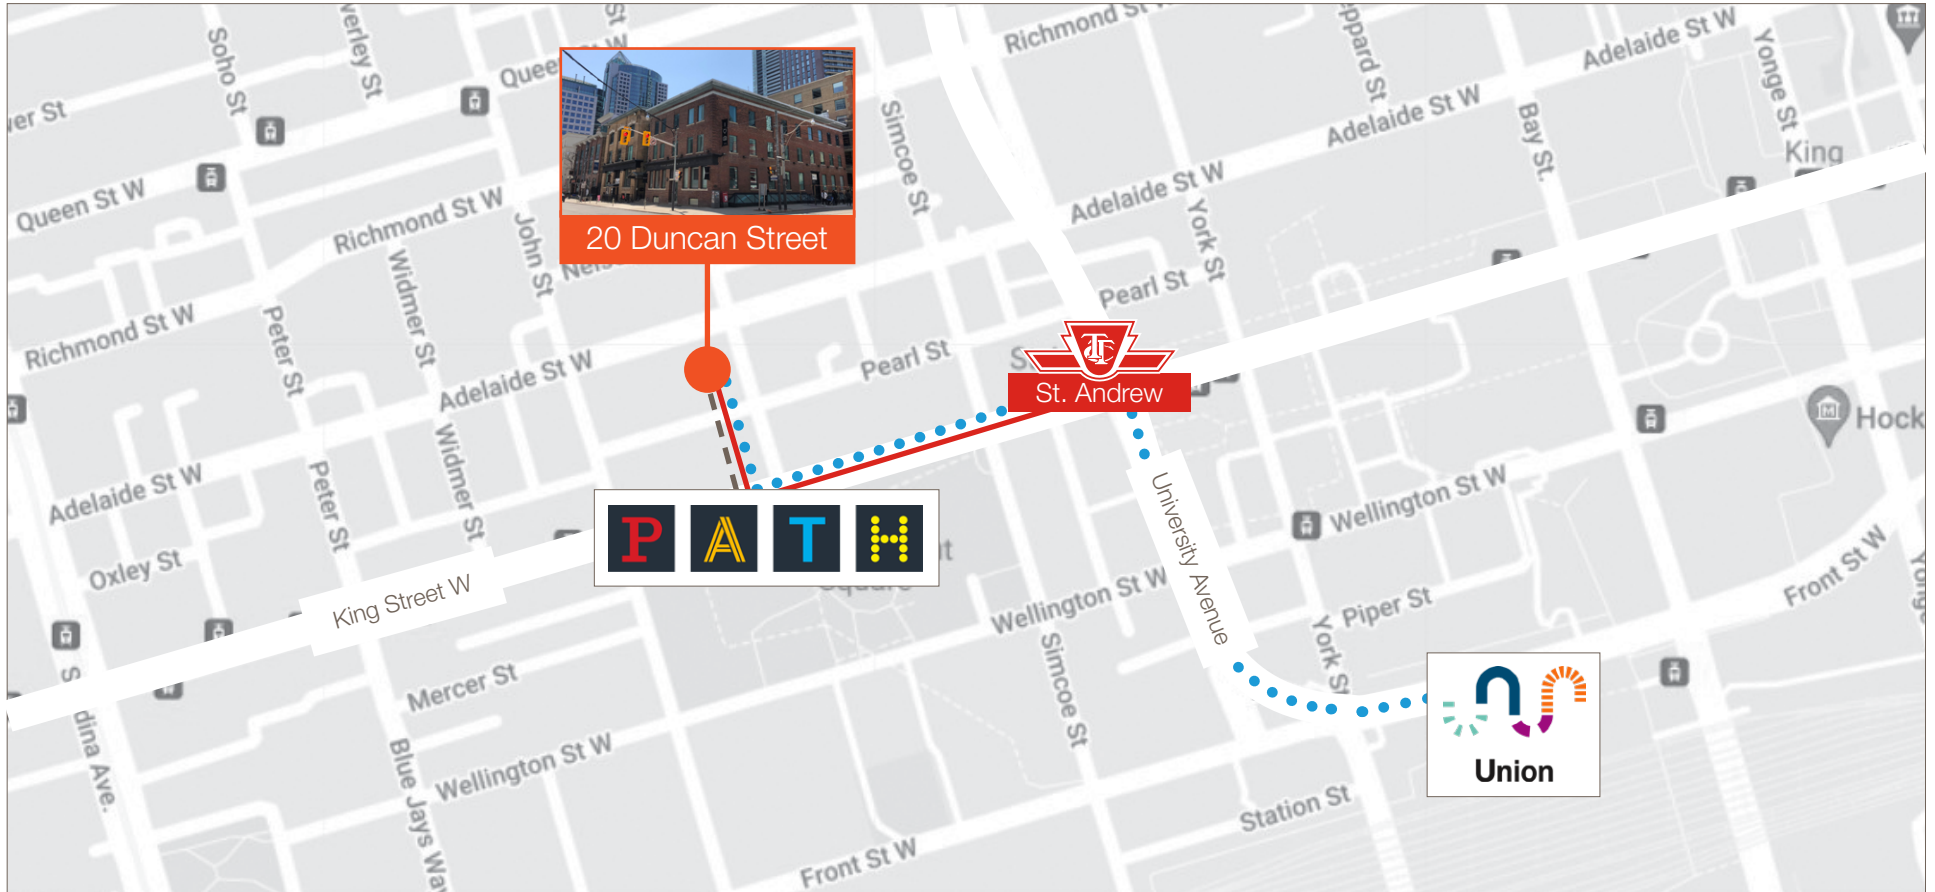 Soho St
Richmond St W
Adelaide St W
Yonge St
Queen St W
Richmond St W
John St
20 Duncan Street
Simcoe St
Adelaide St W
York St
Adelaide St W
Bay St.
King
Richmond St W
Peter St
Widmer St
Adelaide St W
Pearl St
Pearl St
TTC
St. Andrew
Hock
Adelaide St W
Peter St
Widmer St
Oxley St
King Street W
P A T H
Square
University Avenue
Wellington St W
Wellington St W
Piper St
York St
Front St W
Mercer St
Simcoe St
Blue Jays Way
Wellington St W
Union
Station St
Front St W